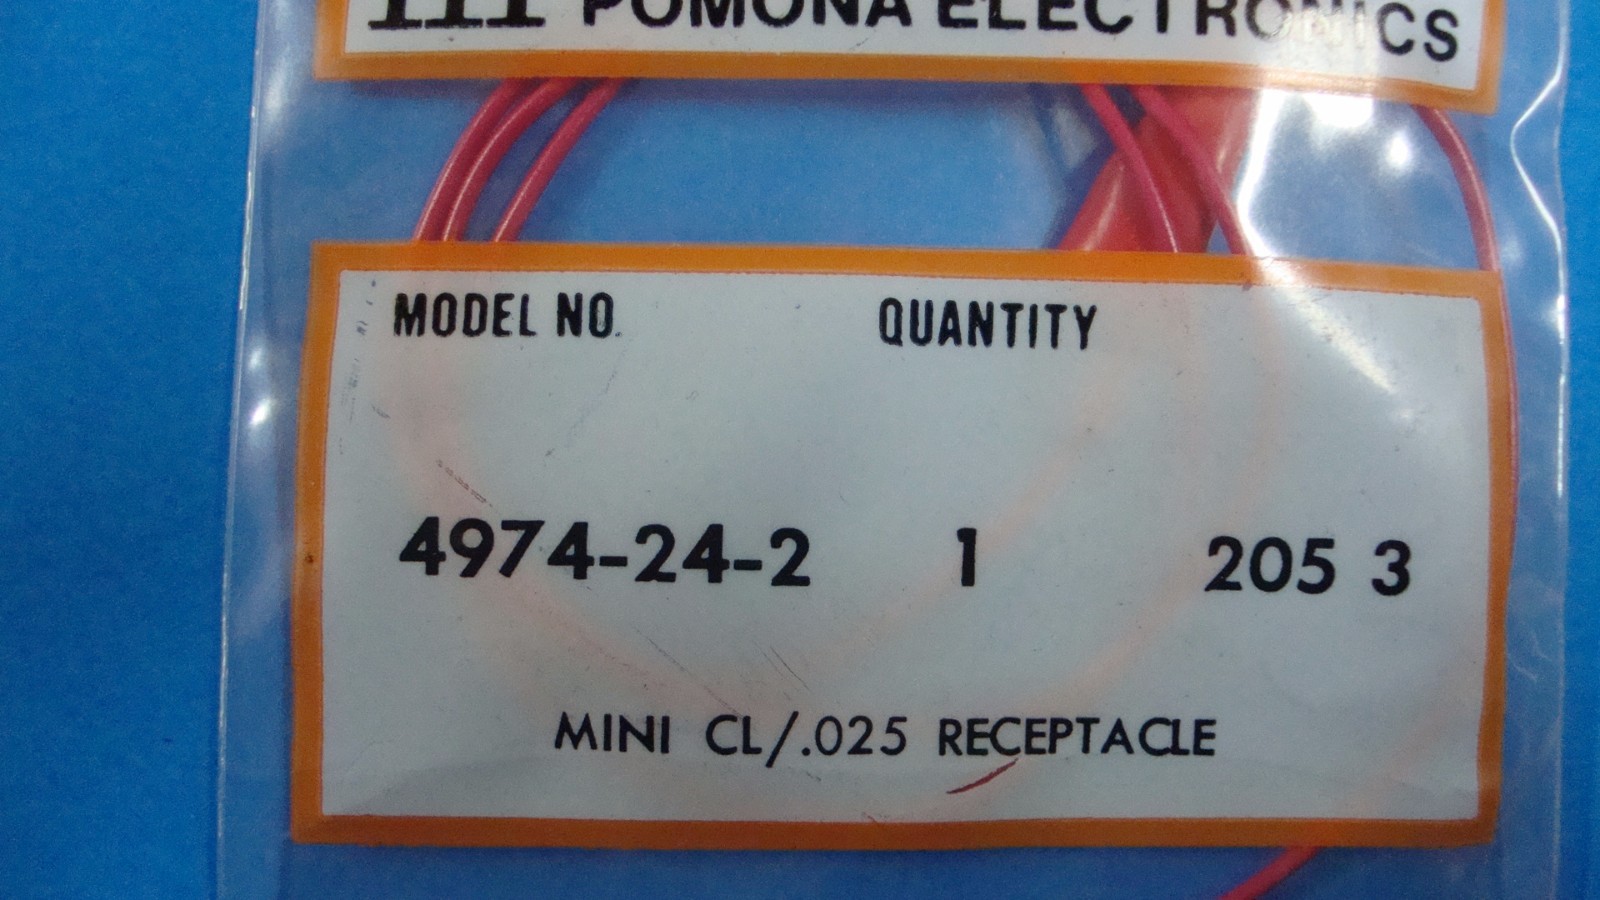 POMONA ELECTRONICS
MODEL NO. QUANTITY
4974-24-2 1 205 3
MINI CL/.025 RECEPTACLE